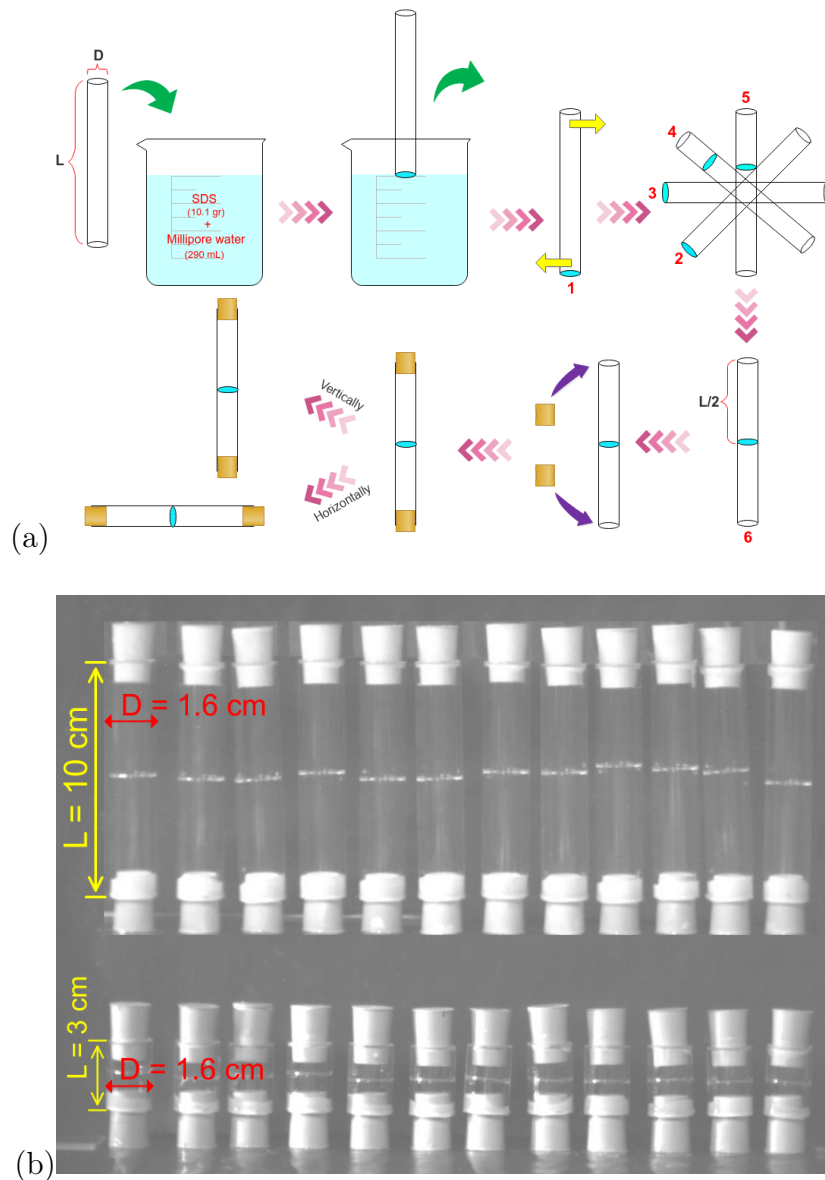 D
L
SDS
(10.1 gr)
+
Millipore water
(290 mL)
1
2
3
4
5
L/2
6
Vertically
Horizontally
(a)
L = 10 cm
D = 1.6 cm
L = 3 cm
D = 1.6 cm
(b)